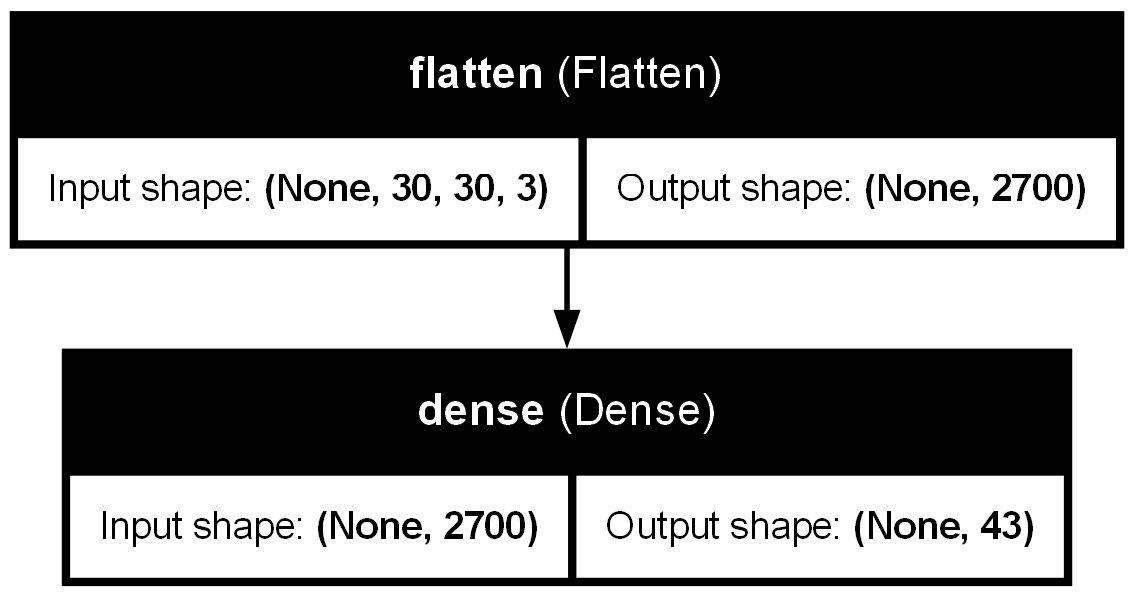 flatten (Flatten)
Input shape: (None, 30, 30, 3)
Output shape: (None, 2700)
dense (Dense)
Input shape: (None, 2700)
Output shape: (None, 43)